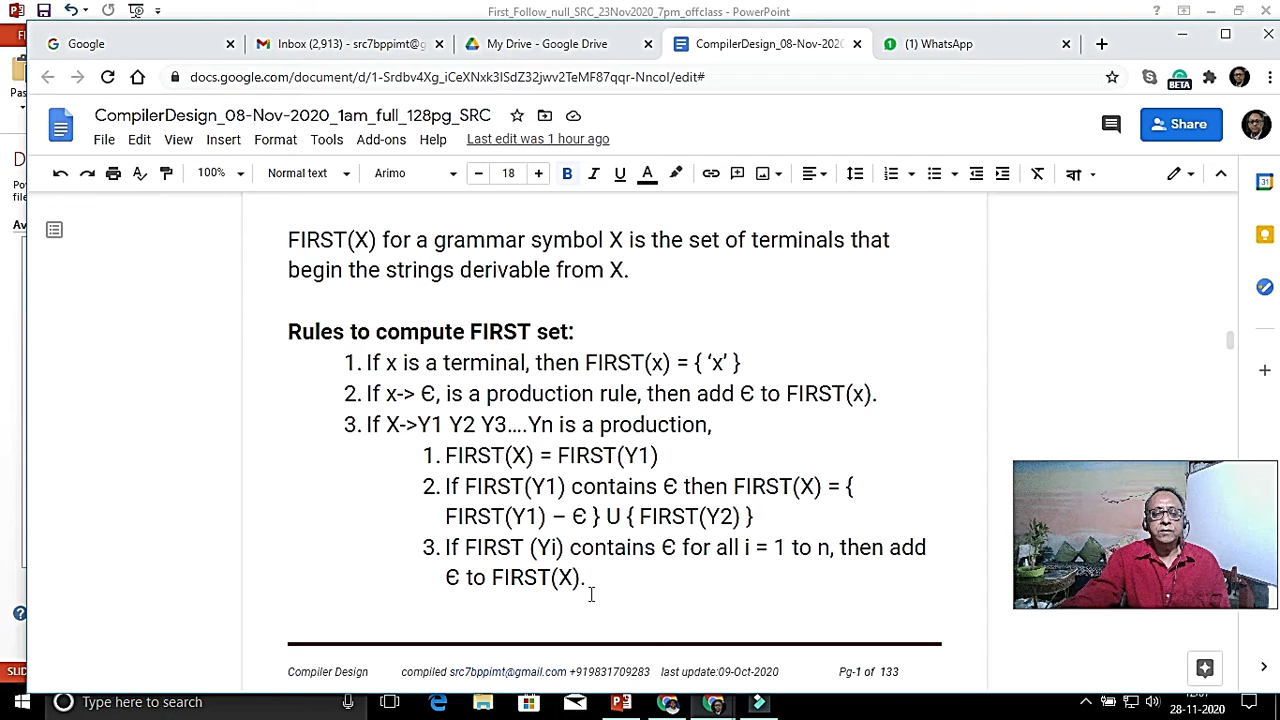 First_Follow_null_SRC_23Nov2020_7pm_offclass - PowerPoint
Google
Inbox (2,913) - src7bppimt@g
My Drive - Google Drive
CompilerDesign_08-Nov-202
(1) WhatsApp
docs.google.com/document/d/1-Srdbv4Xg_iCeXNxk3ISdZ32jwv2TeMF87qqr-Nncol/edit#
BETA
CompilerDesign_08-Nov-2020_1am_full_128pg_SRC
File Edit View Insert Format Tools Add-ons Help Last edit was 1 hour ago
Share
100% Normal text Arimo 18 B I U A
FIRST(X) for a grammar symbol X is the set of terminals that
begin the strings derivable from X.
Rules to compute FIRST set:
1. If x is a terminal, then FIRST(x) = { ‘x’ }
2. If x-> Є, is a production rule, then add Є to FIRST(x).
3. If X->Y1 Y2 Y3….Yn is a production,
1. FIRST(X) = FIRST(Y1)
2. If FIRST(Y1) contains Є then FIRST(X) = {
FIRST(Y1) – Є } U { FIRST(Y2) }
3. If FIRST (Yi) contains Є for all i = 1 to n, then add
Є to FIRST(X).
Compiler Design compiled src7bppimt@gmail.com +919831709283 last update:09-Oct-2020 Pg-1 of 133
Type here to search
28-11-2020